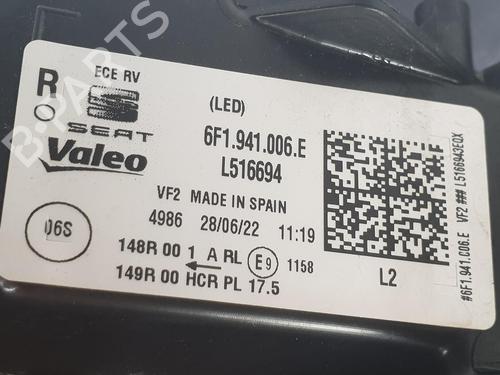 B-PARTS
R ECE RV
O SEAT (LED)
Valeo 6F1.941.006.E
L516694
VF2 MADE IN SPAIN
4986 28/06/22 11:19
06S
148R 00 1 A RL E9 1158
149R 00 HCR PL 17.5
L2
#6F1.941.006.E VF2 ### L5166943EQX